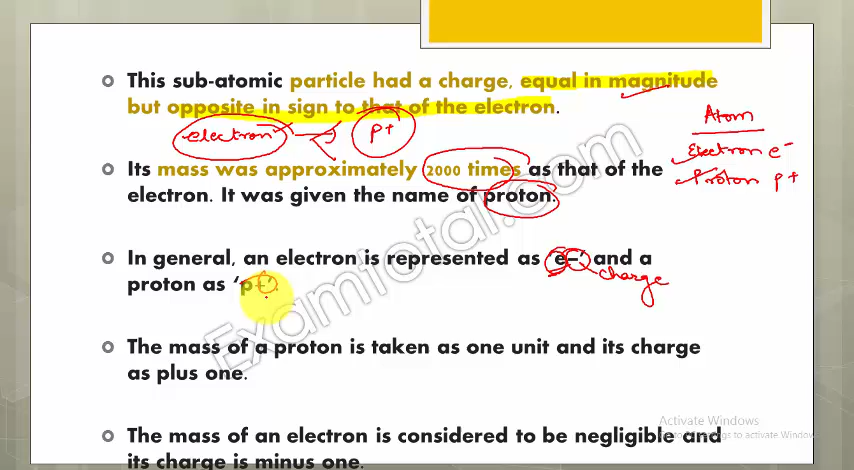 This sub-atomic particle had a charge, equal in magnitude
but opposite in sign to that of the electron.
Atom
electron p+
Electron e-
Its mass was approximately 2000 times as that of the
Proton p+
electron. It was given the name of proton.
In general, an electron is represented as ‘e–’ and a
charge
proton as ‘p+’.
The mass of a proton is taken as one unit and its charge
as plus one.
Activate Windows
The mass of an electron is considered to be negligible and
its charge is minus one.
Examtotal.com